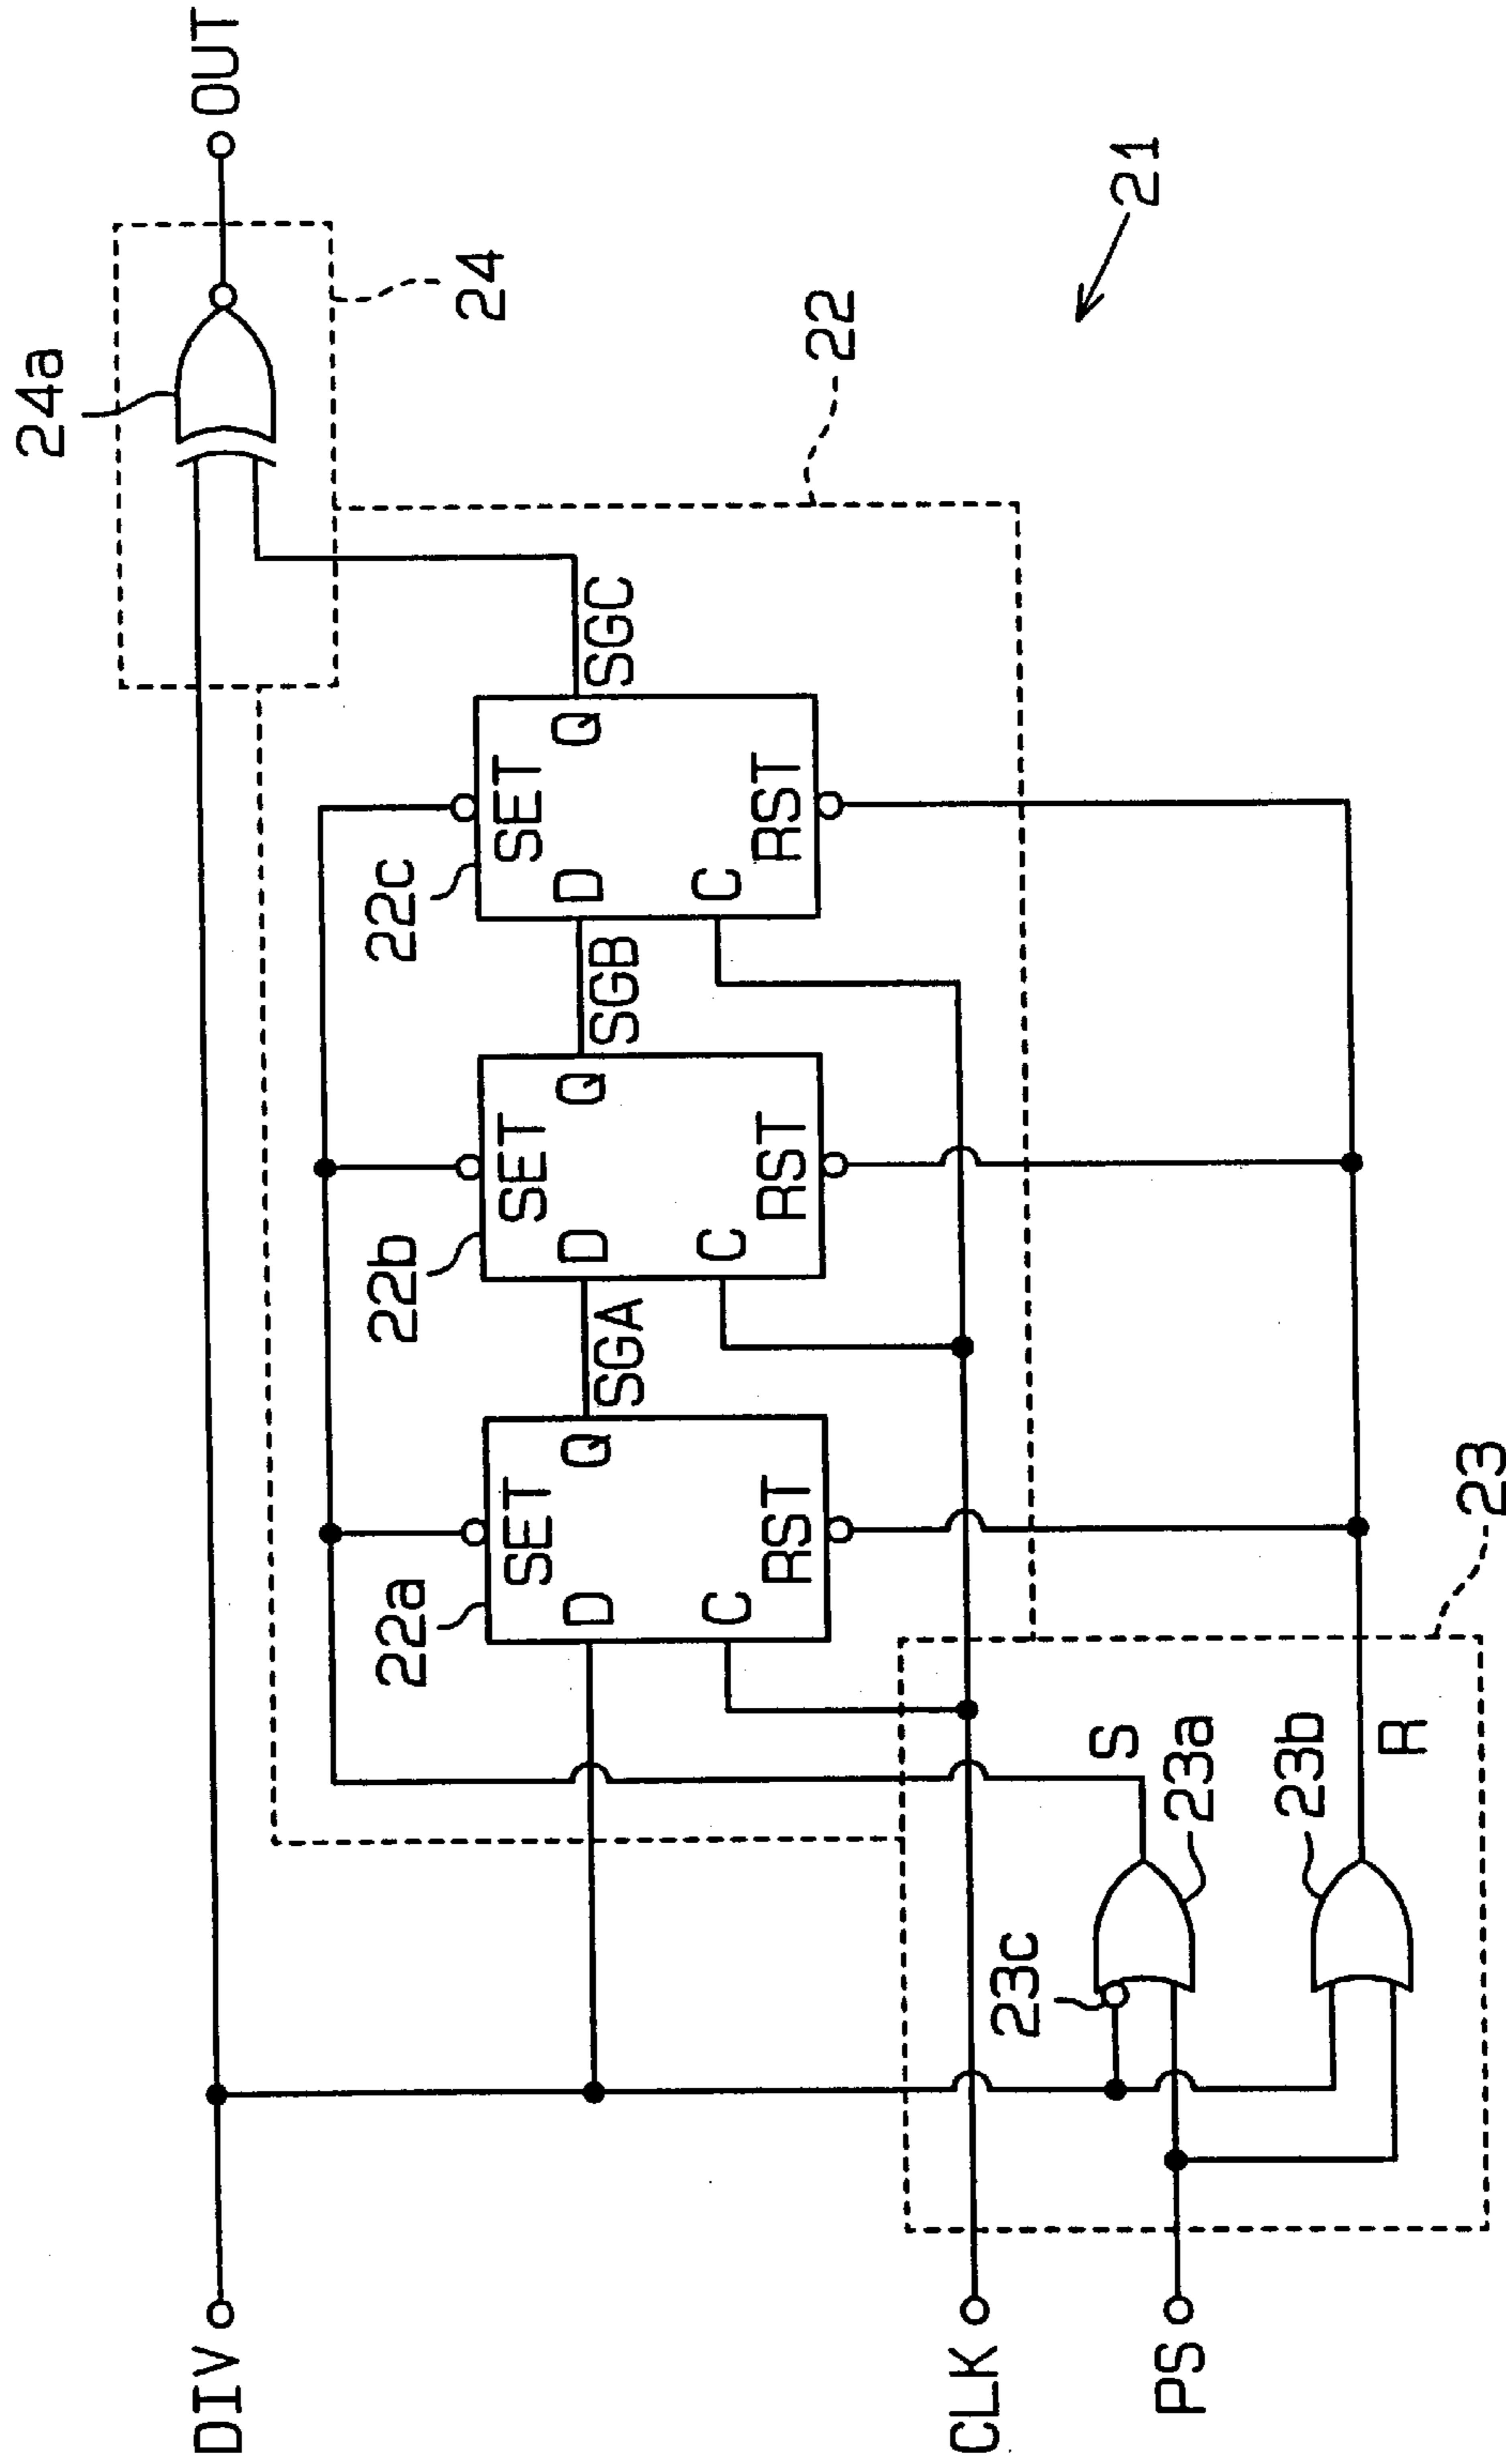 24a
OUT
24
DIV
22
21
22a
SET
D
Q
C
RST
SGA
22b
SET
D
Q
C
RST
SGB
22c
SET
D
Q
C
RST
SGC
CLK
PS
23c
S
23a
23b
R
23